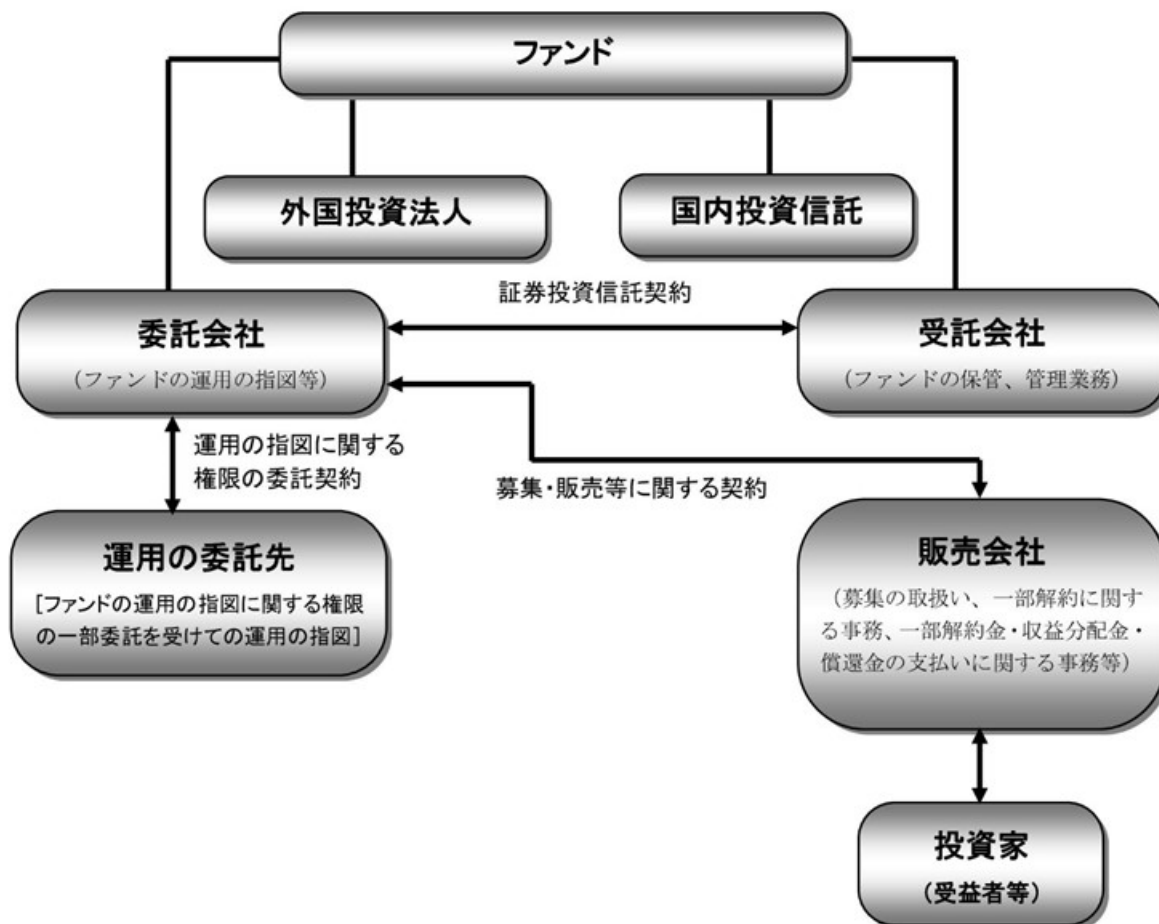 ファンド
外国投資法人
国内投資信託
証券投資信託契約
委託会社
（ファンドの運用の指図等）
受託会社
（ファンドの保管、管理業務）
運用の指図に関する
権限の委託契約
募集・販売等に関する契約
運用の委託先
［ファンドの運用の指図に関する権限
の一部委託を受けての運用の指図］
販売会社
（募集の取扱い、一部解約に関す
る事務、一部解約金・収益分配金・
償還金の支払いに関する事務等）
投資家
（受益者等）